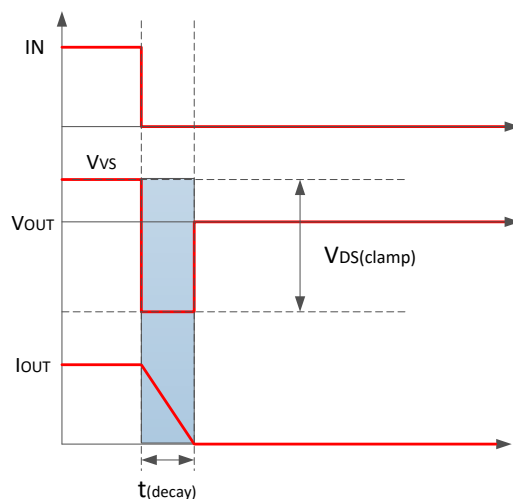 IN
VVS
VOUT
VDS(clamp)
IOUT
t(decay)